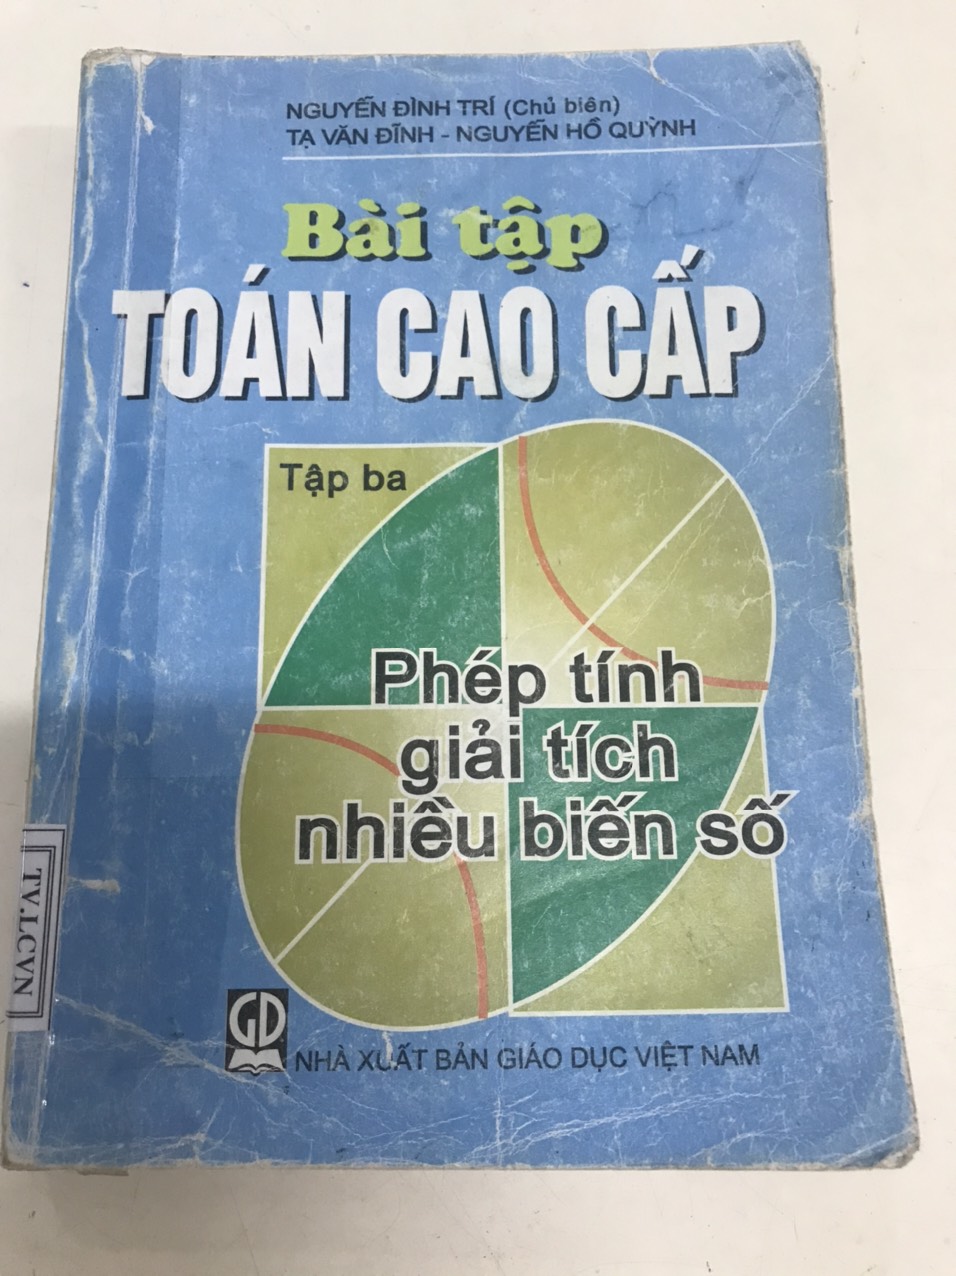 NGUYỄN ĐÌNH TRÍ (Chủ biên)
TẠ VĂN ĐĨNH - NGUYỄN HỒ QUỲNH
Bài tập
TOÁN CAO CẤP
Tập ba
Phép tính
giải tích
nhiều biến số
TV.I.CVN
GD
NHÀ XUẤT BẢN GIÁO DỤC VIỆT NAM